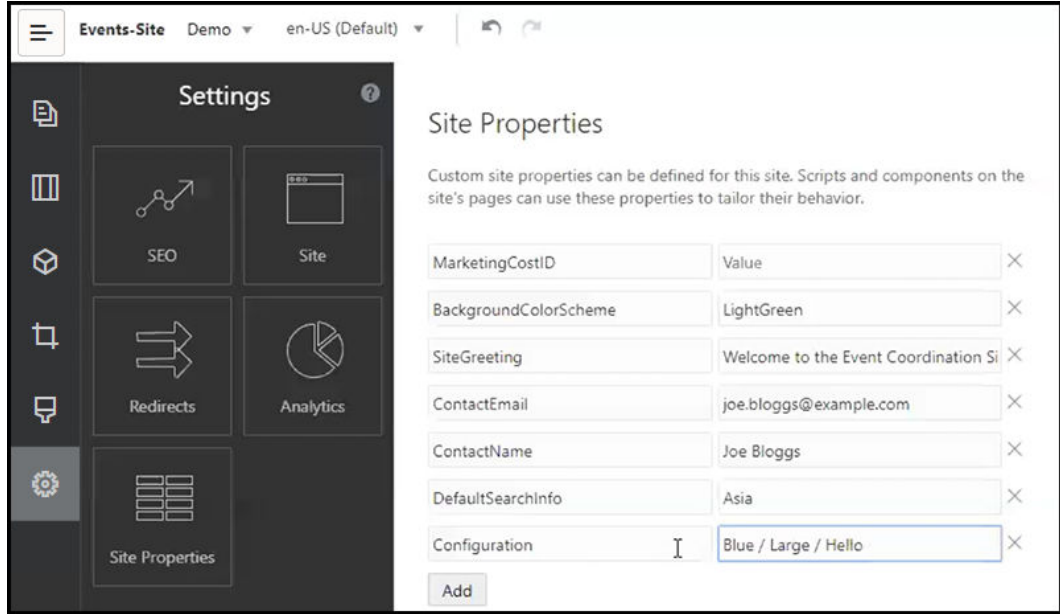 Events-Site Demo en-US (Default)
Settings
?
SEO
Site
Redirects
Analytics
Site Properties
Site Properties
Custom site properties can be defined for this site. Scripts and components on the
site's pages can use these properties to tailor their behavior.
MarketingCostID Value
BackgroundColorScheme LightGreen
SiteGreeting Welcome to the Event Coordination Si
ContactEmail joe.bloggs@example.com
ContactName Joe Bloggs
DefaultSearchInfo Asia
Configuration Blue / Large / Hello
Add